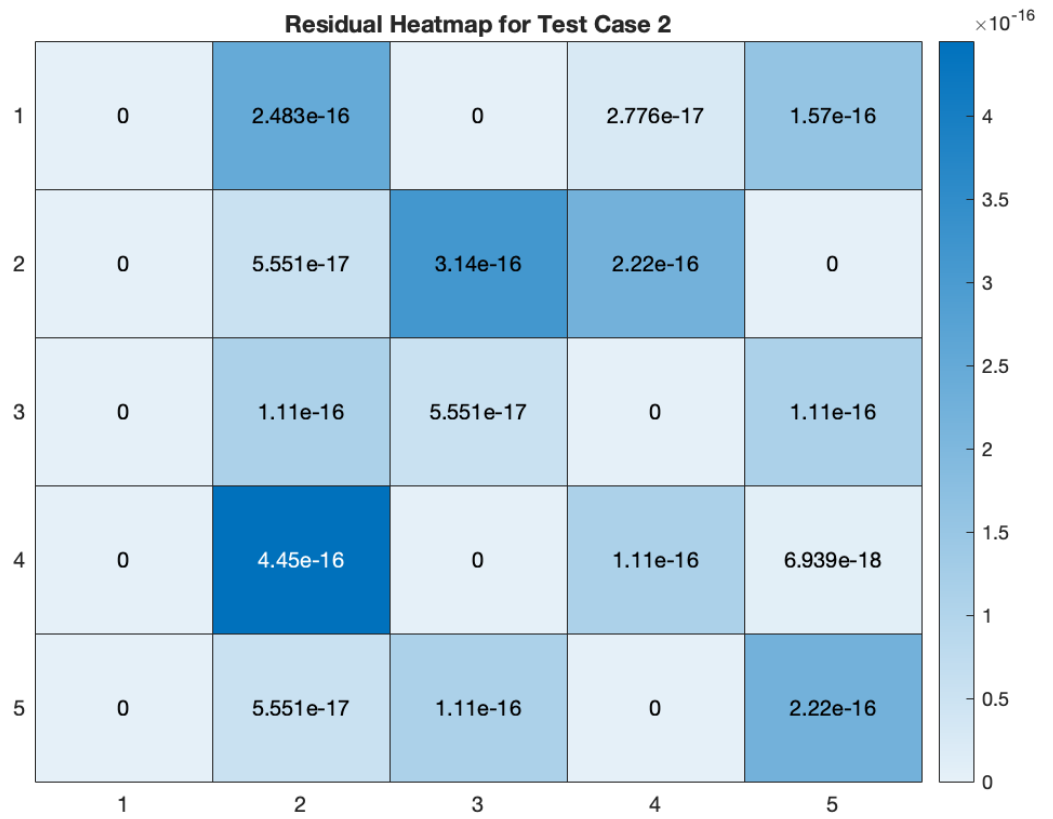 Residual Heatmap for Test Case 2
×10⁻¹⁶
1 0 2.483e-16 0 2.776e-17 1.57e-16
2 0 5.551e-17 3.14e-16 2.22e-16 0
3 0 1.11e-16 5.551e-17 0 1.11e-16
4 0 4.45e-16 0 1.11e-16 6.939e-18
5 0 5.551e-17 1.11e-16 0 2.22e-16
1 2 3 4 5
4
3.5
3
2.5
2
1.5
1
0.5
0